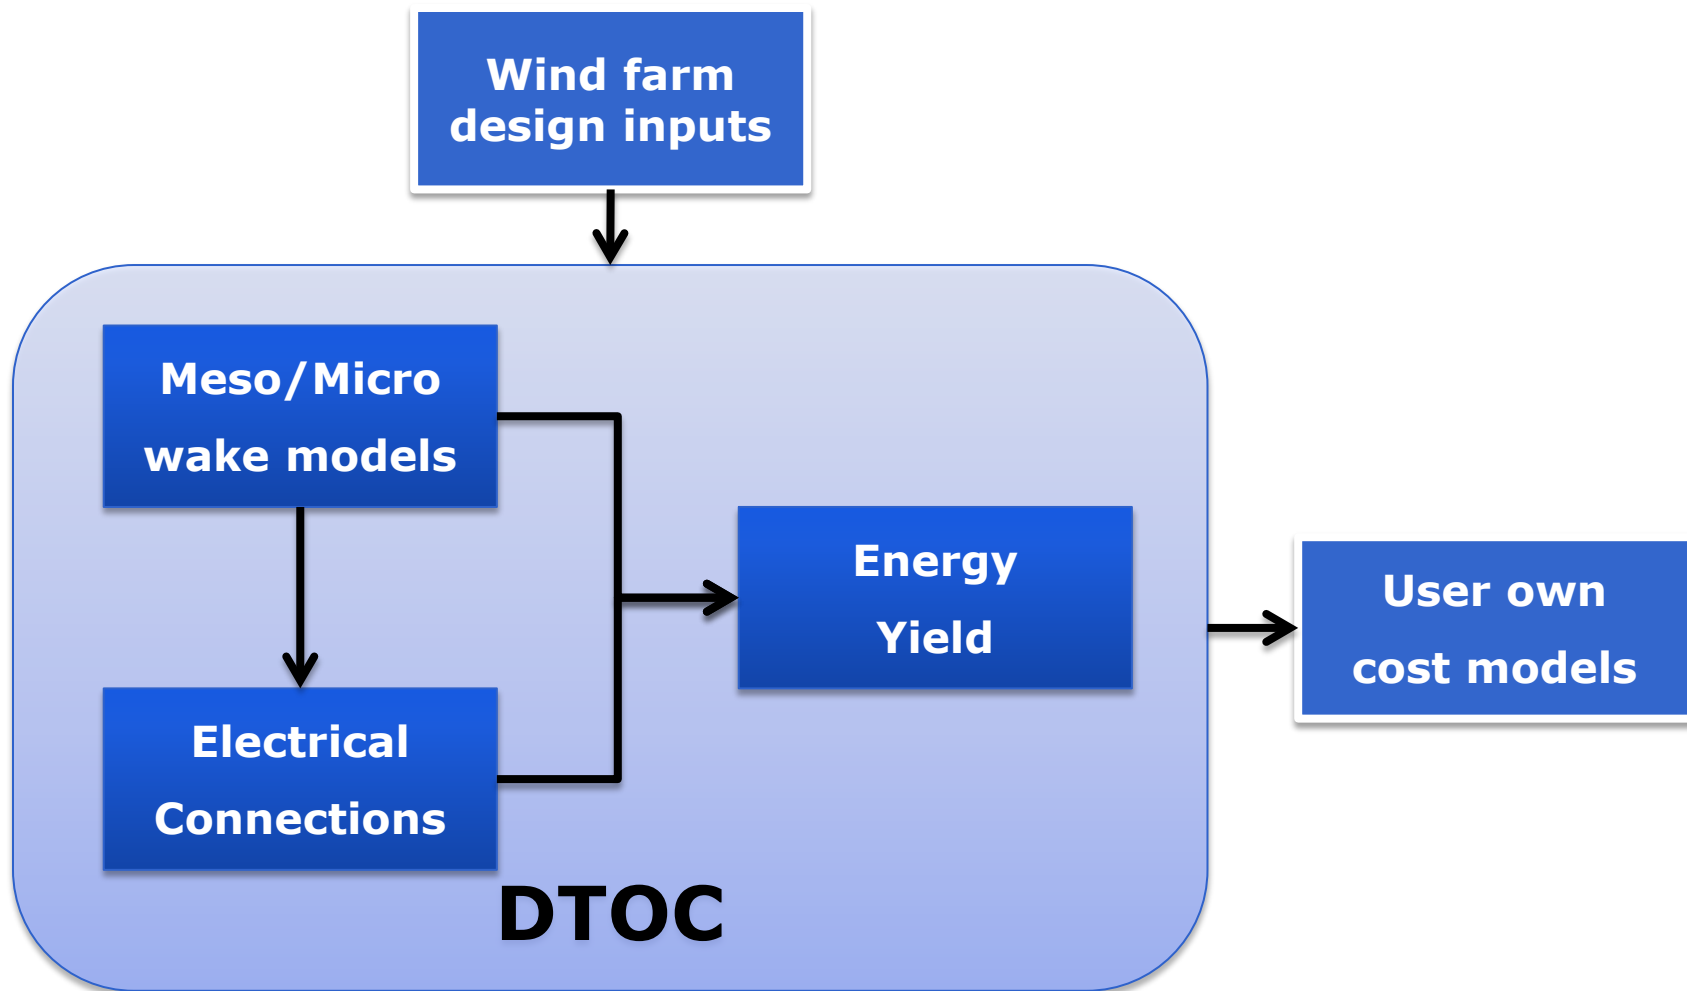 Wind farm
design inputs
Meso/Micro
wake models
Energy
Yield
User own
cost models
Electrical
Connections
DTOC